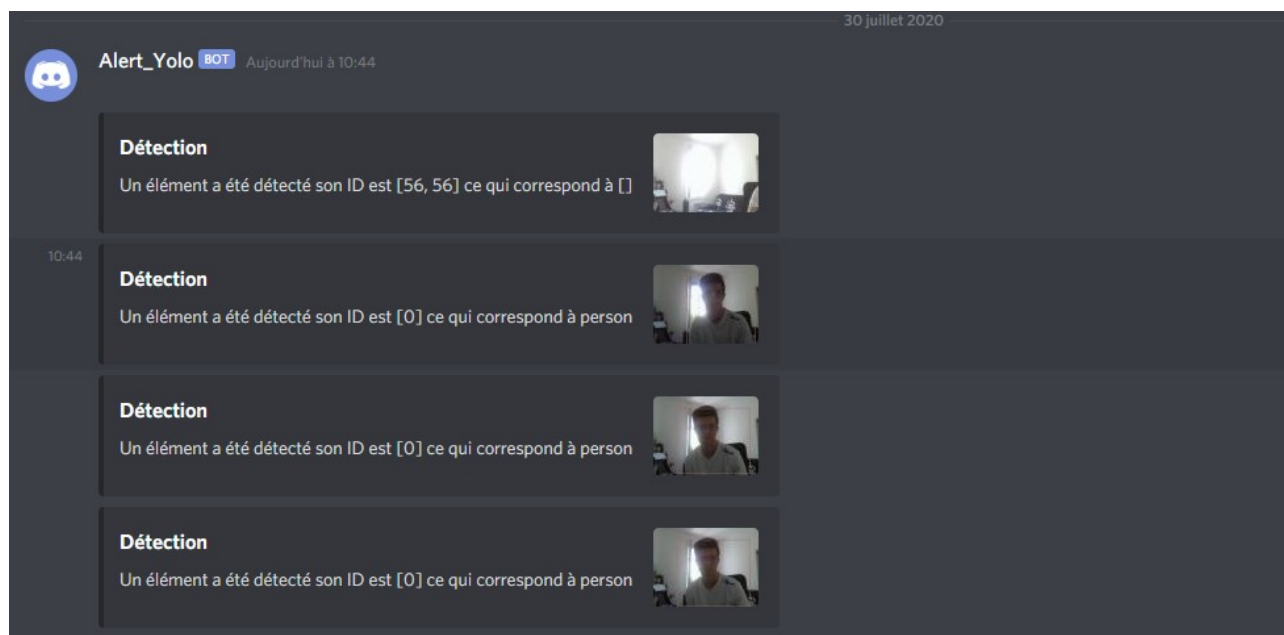 30 juillet 2020
Alert_Yolo BOT Aujourd'hui à 10:44
Détection
Un élément a été détecté son ID est [56, 56] ce qui correspond à []
10:44
Détection
Un élément a été détecté son ID est [0] ce qui correspond à person
Détection
Un élément a été détecté son ID est [0] ce qui correspond à person
Détection
Un élément a été détecté son ID est [0] ce qui correspond à person